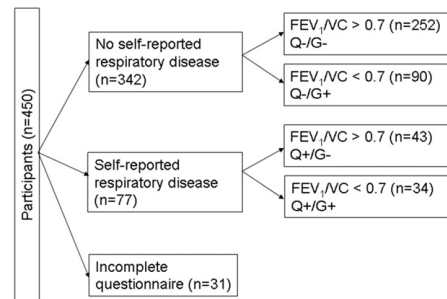 Participants (n=450)
No self-reported
respiratory disease
(n=342)
FEV₁/VC > 0.7 (n=252)
Q-/G-
FEV₁/VC < 0.7 (n=90)
Q-/G+
Self-reported
respiratory disease
(n=77)
FEV₁/VC > 0.7 (n=43)
Q+/G-
FEV₁/VC < 0.7 (n=34)
Q+/G+
Incomplete
questionnaire (n=31)